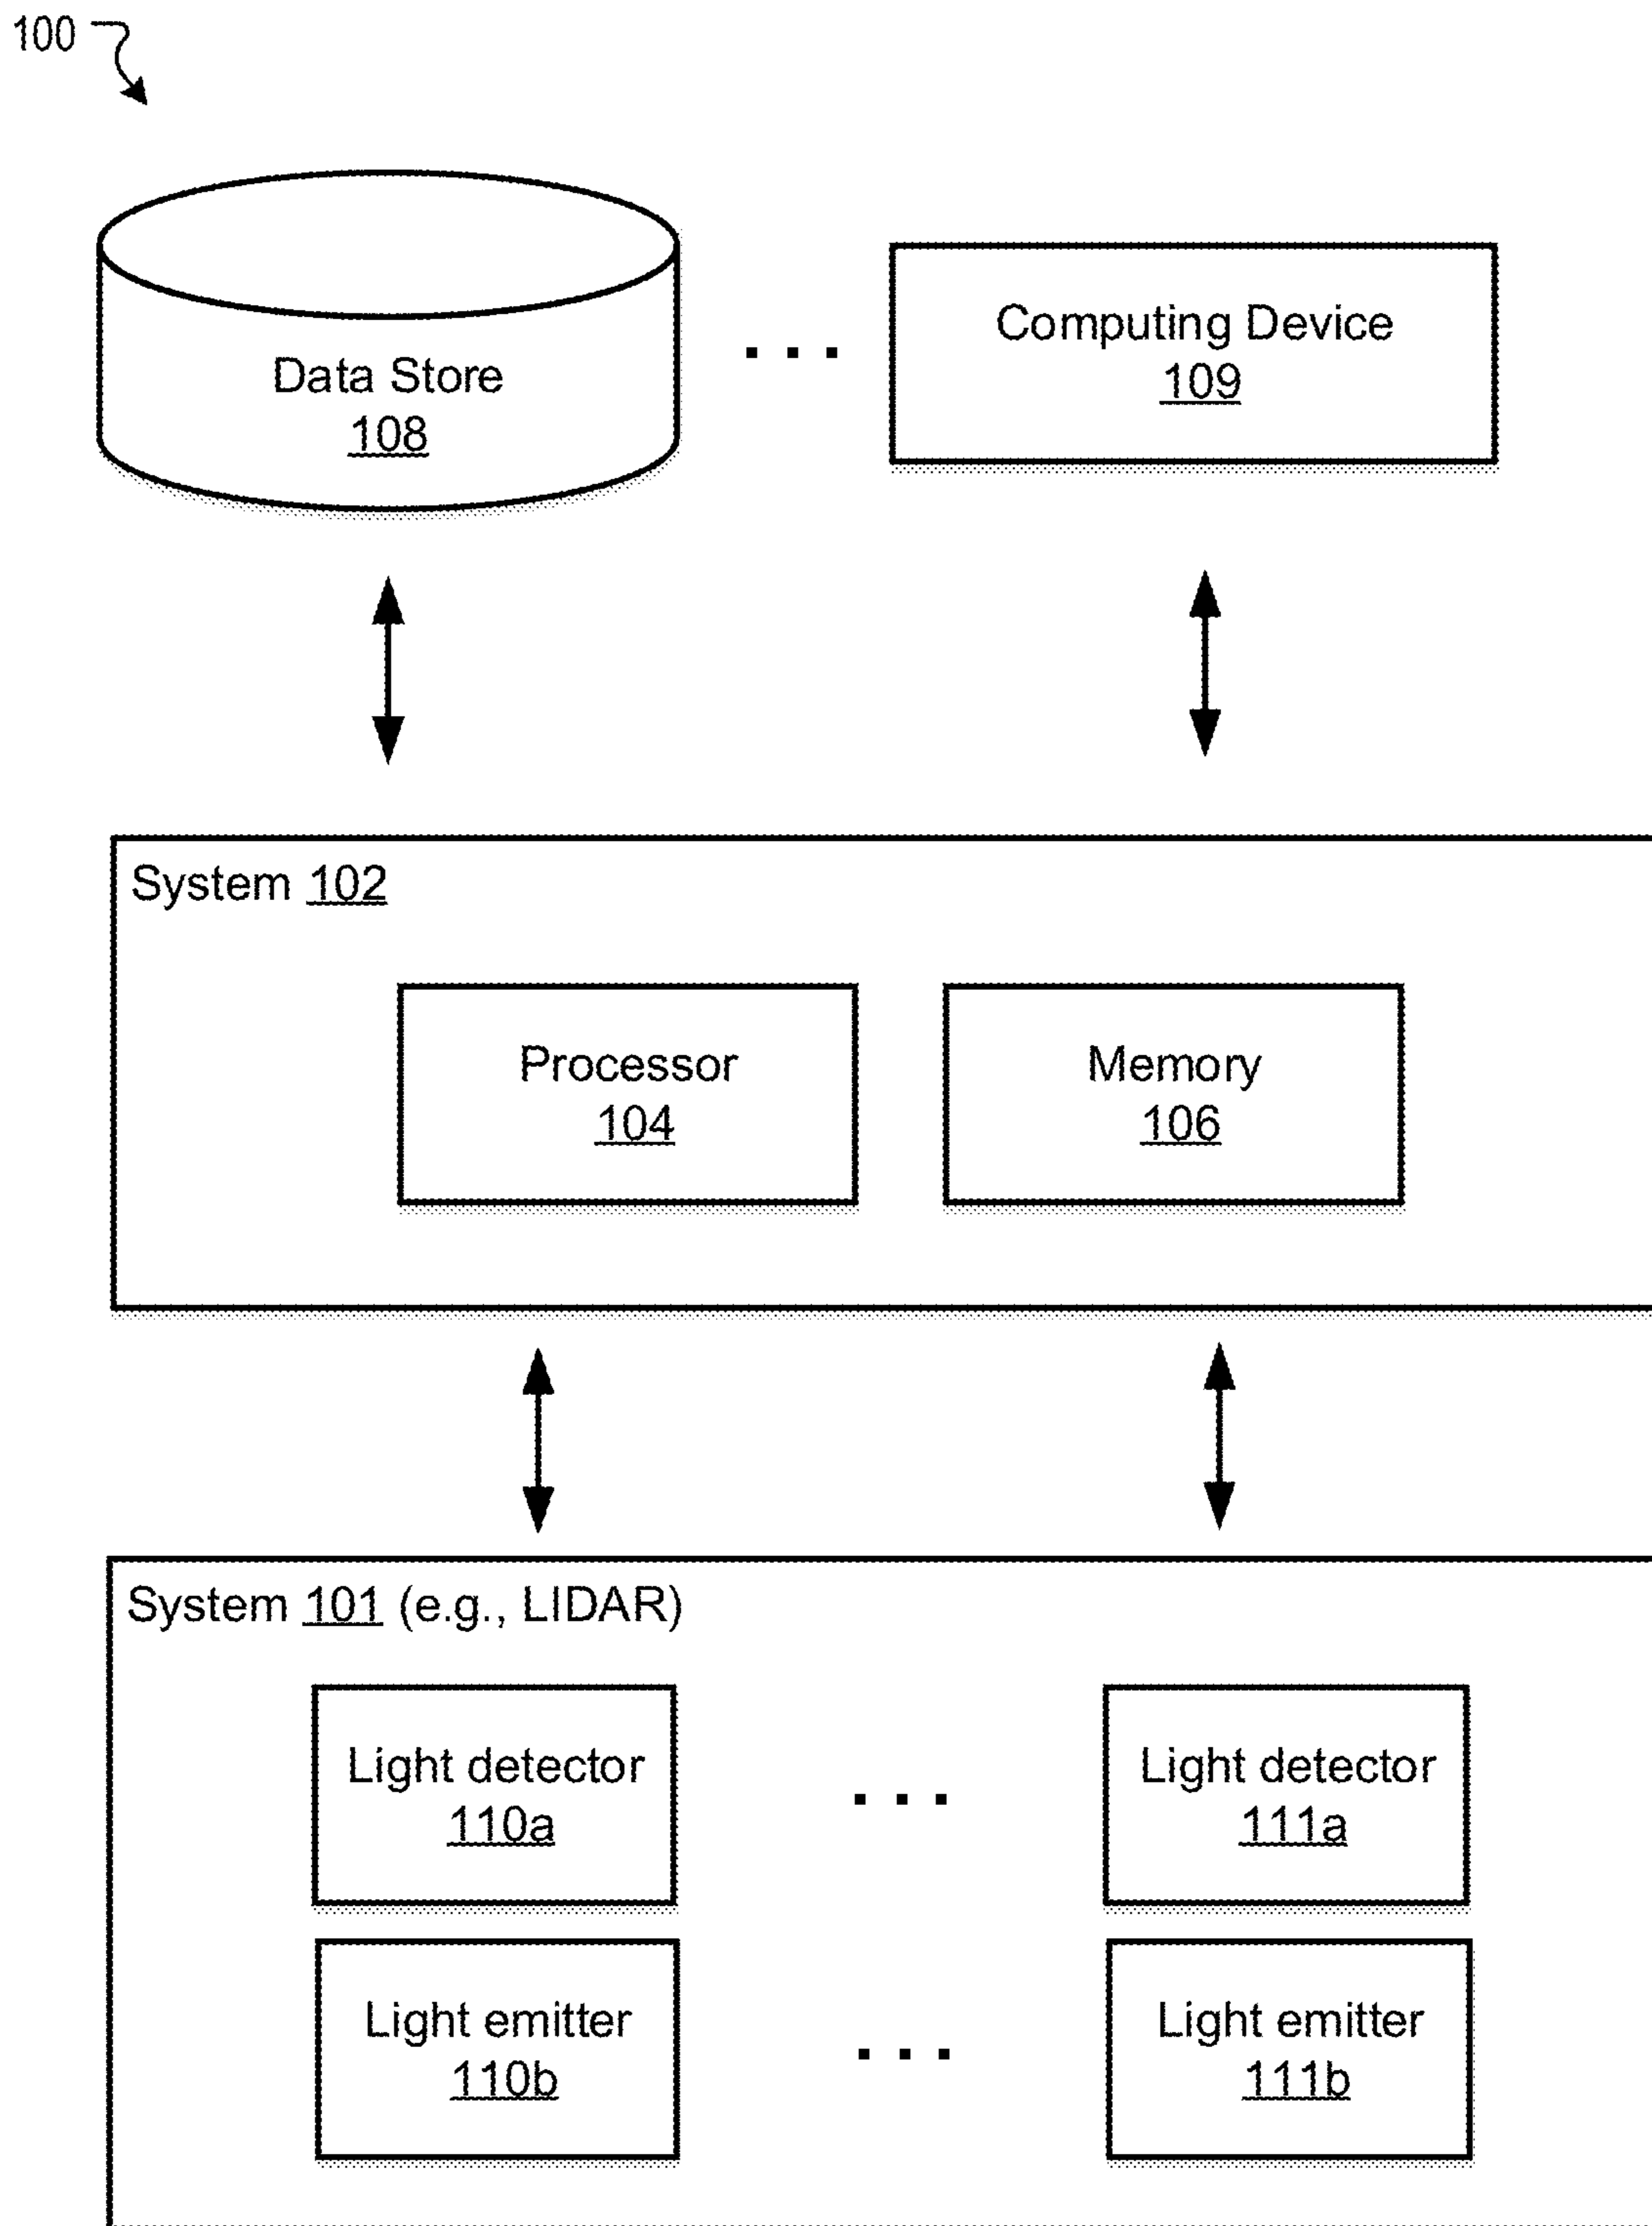 100
Data Store
108
. . .
Computing Device
109
System 102
Processor
104
Memory
106
System 101 (e.g., LIDAR)
Light detector
110a
. . .
Light detector
111a
Light emitter
110b
. . .
Light emitter
111b